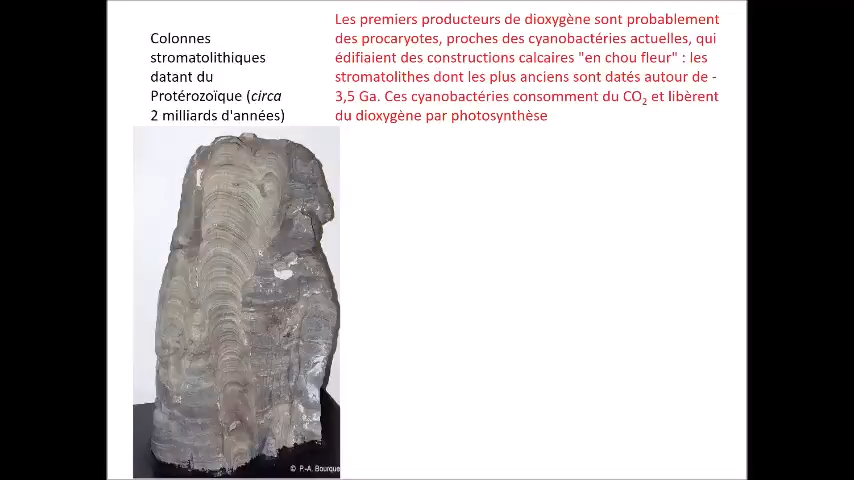 Colonnes
stromatolithiques
datant du
Protérozoïque (circa
2 milliards d'années)
Les premiers producteurs de dioxygène sont probablement
des procaryotes, proches des cyanobactéries actuelles, qui
édifiaient des constructions calcaires "en chou fleur" : les
stromatolithes dont les plus anciens sont datés autour de -
3,5 Ga. Ces cyanobactéries consomment du CO₂ et libèrent
du dioxygène par photosynthèse
© P.-A. Bourque